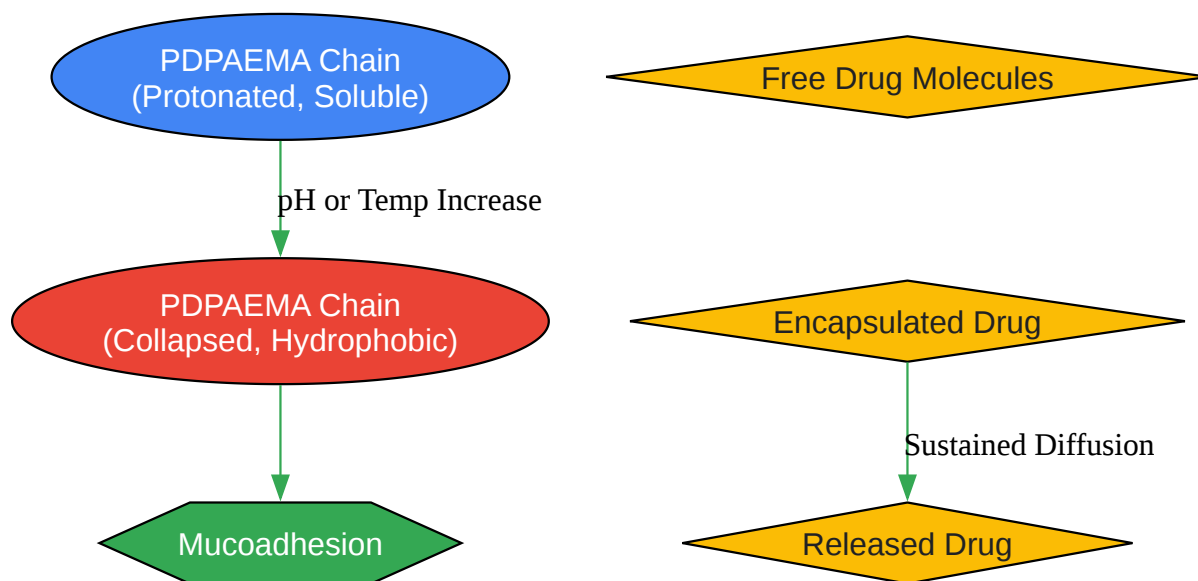 PDPAEMA Chain
(Protonated, Soluble)
Free Drug Molecules
pH or Temp Increase
PDPAEMA Chain
(Collapsed, Hydrophobic)
Encapsulated Drug
Sustained Diffusion
Mucoadhesion
Released Drug